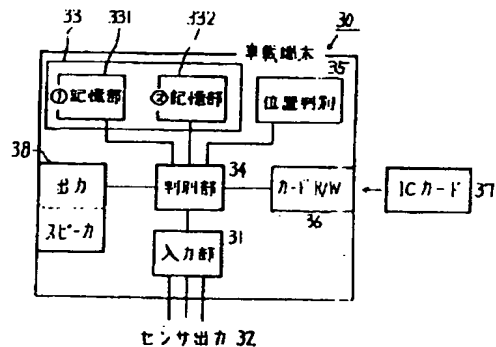 33 331 332 30
車載端末
35
①記憶部 ②記憶部 位置判別
38 34
出力 判別部 カードR/W ICカード 37
スピーカ 31 36
入力部
センサ出力 32